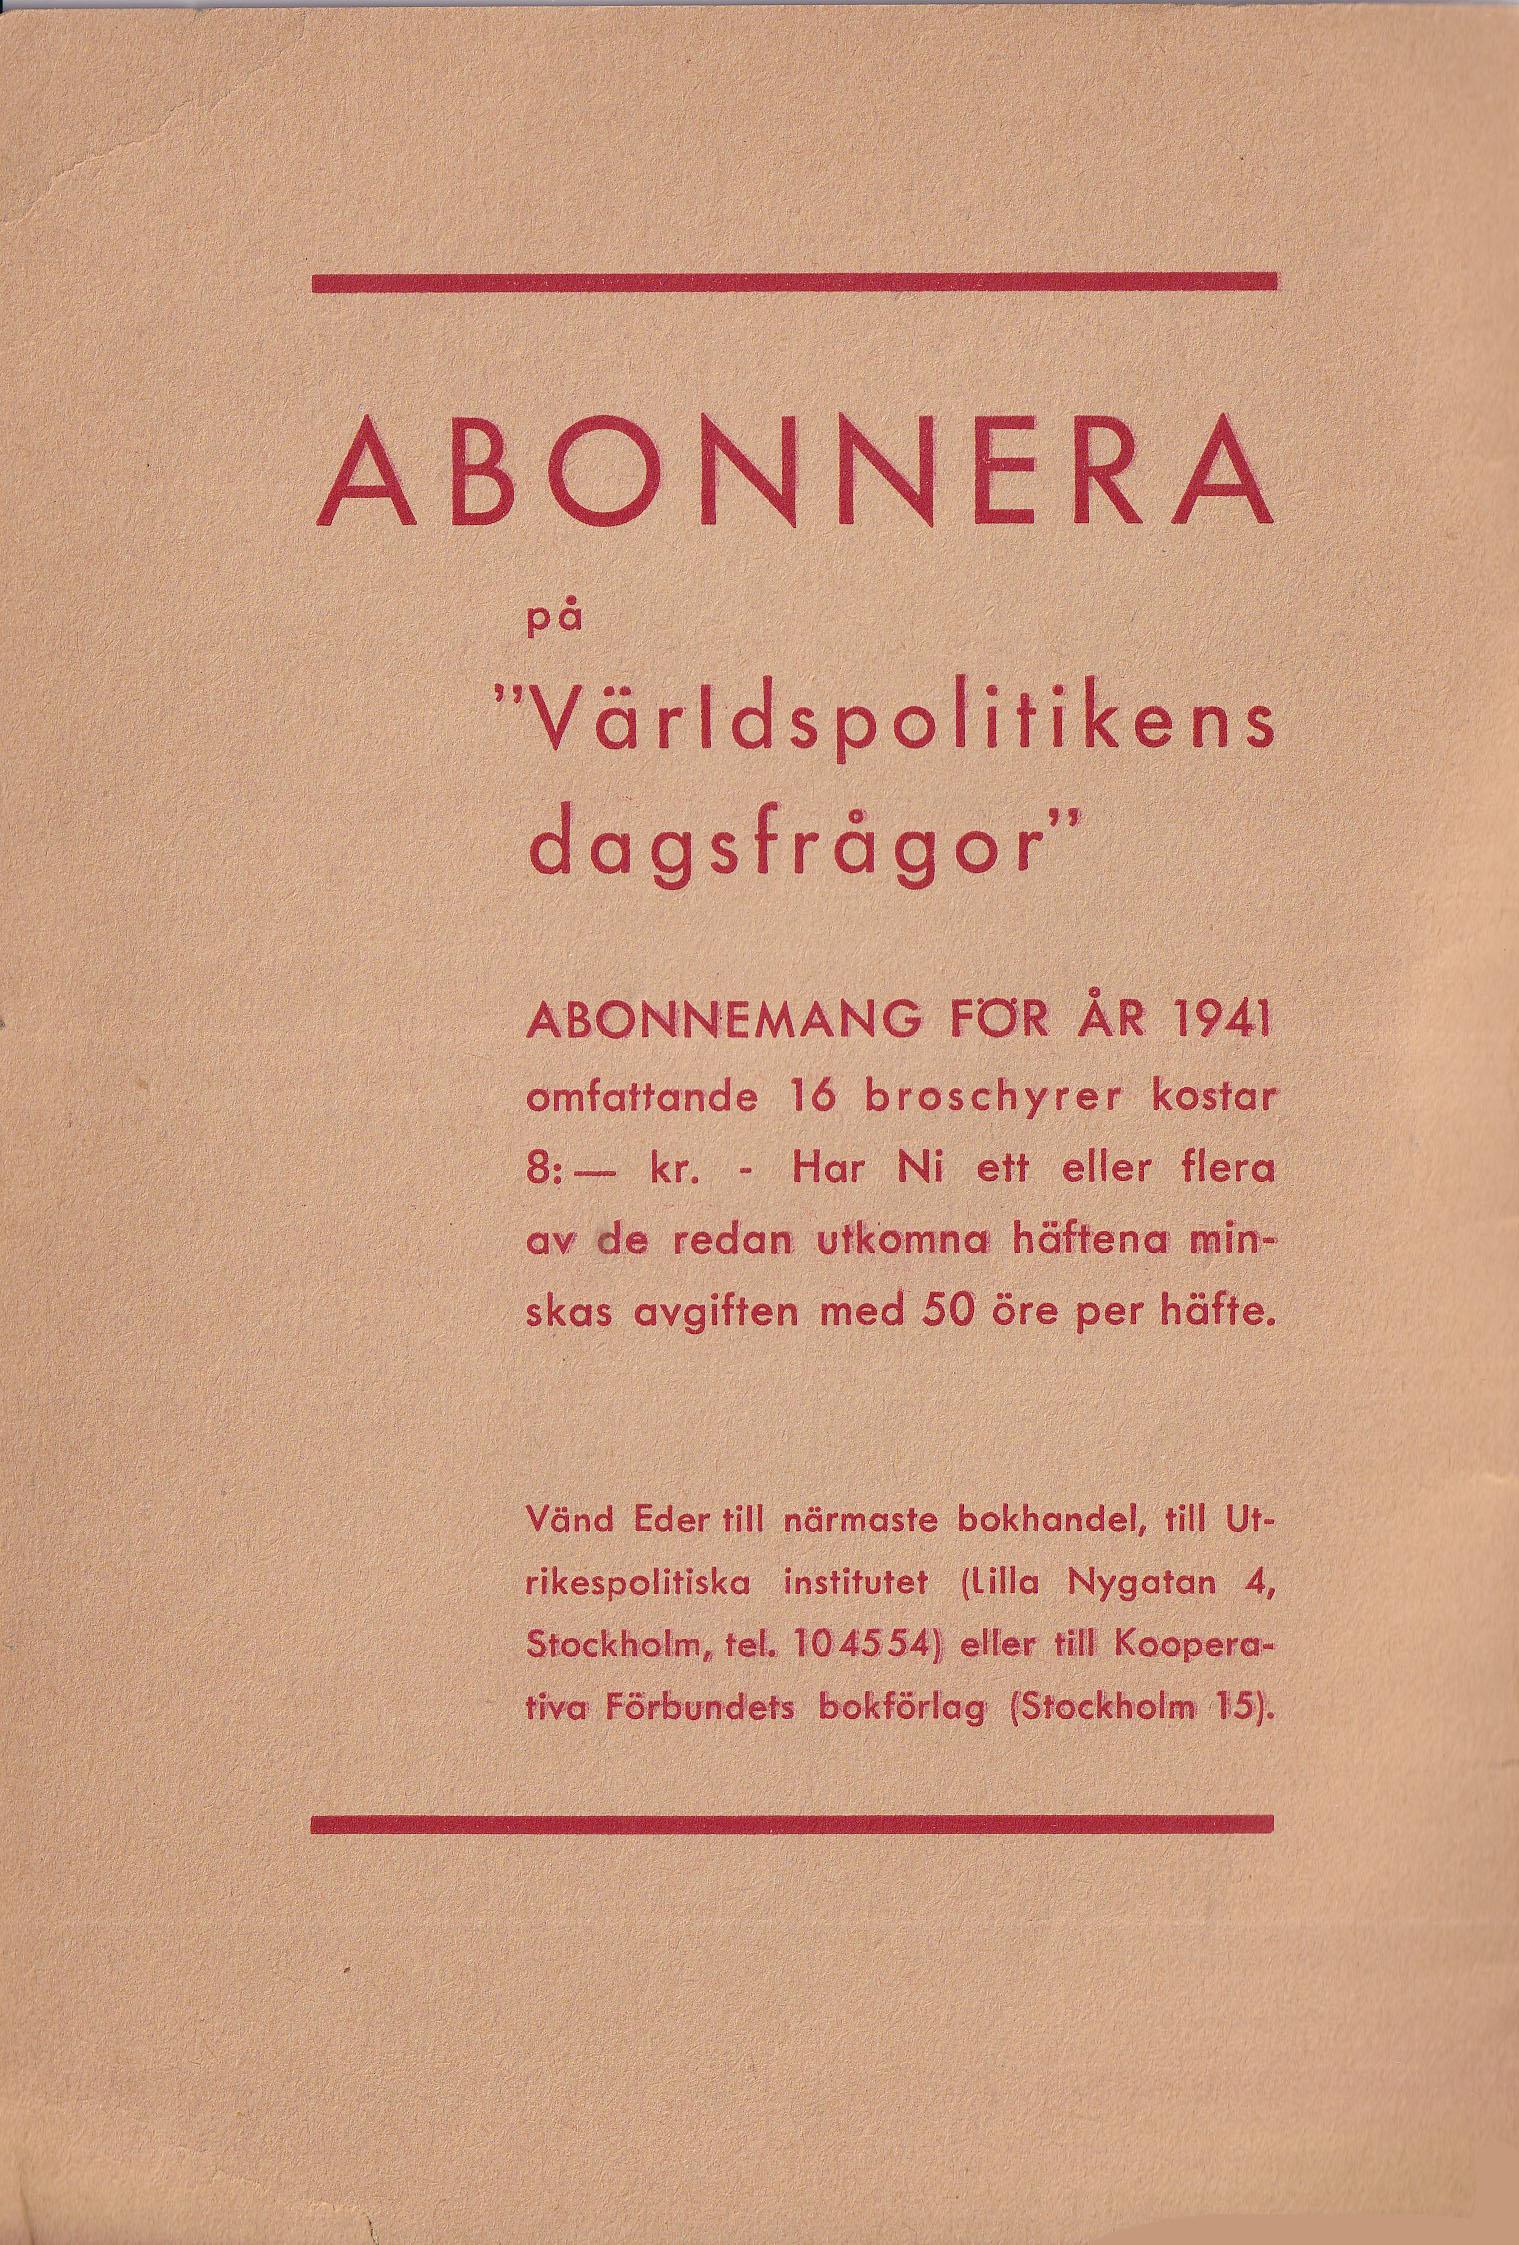 ABONNERA
på
”Världspolitikens
dagsfrågor”
ABONNEMANG FÖR ÅR 1941
omfattande 16 broschyrer kostar
8:— kr. - Har Ni ett eller flera
av de redan utkomna häftena min-
skas avgiften med 50 öre per häfte.
Vänd Eder till närmaste bokhandel, till Ut-
rikespolitiska institutet (Lilla Nygatan 4,
Stockholm, tel. 10 45 54) eller till Koopera-
tiva Förbundets bokförlag (Stockholm 15).